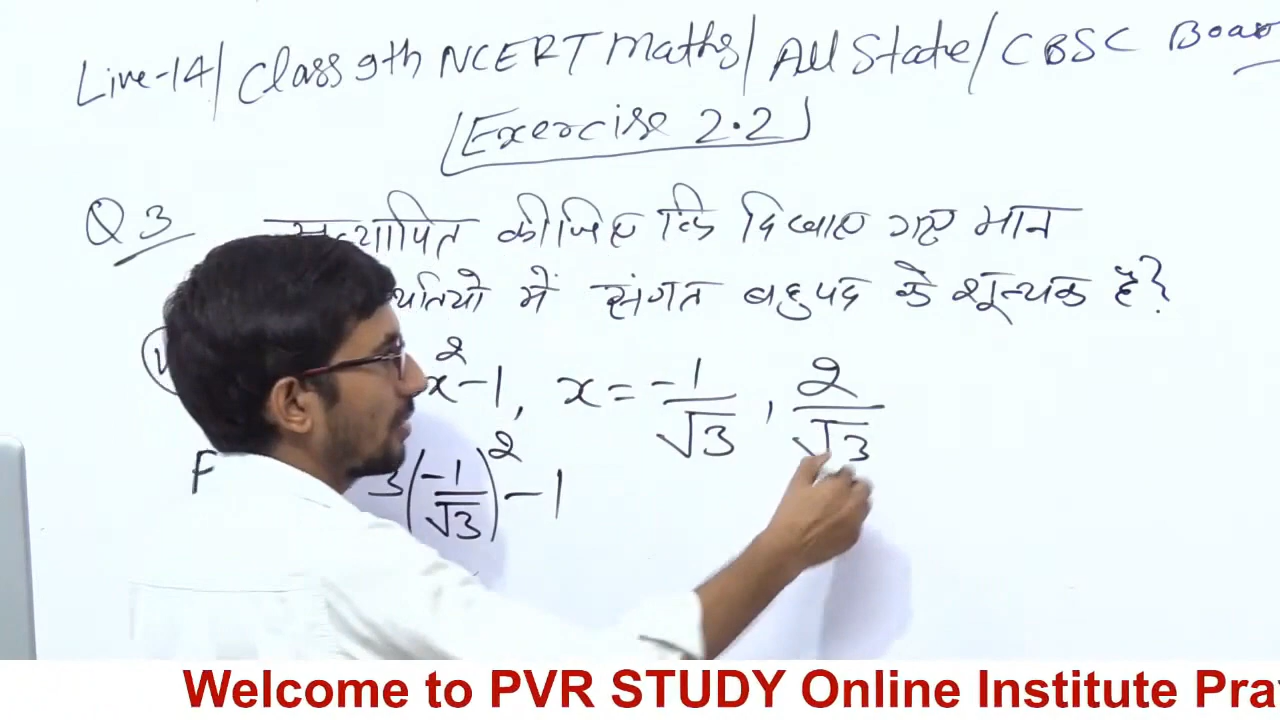 Live-14/ Class 9th NCERT Maths/ All State/ CBSC Boar
Exercise 2.2
Q 3 सत्यापित कीजिए कि दिखाए गए मान
में संगत बहुपद के शून्यक है?
x²-1, x = -1/√3, 2/√3
F 3(-1/√3)² - 1
Welcome to PVR STUDY Online Institute Pra